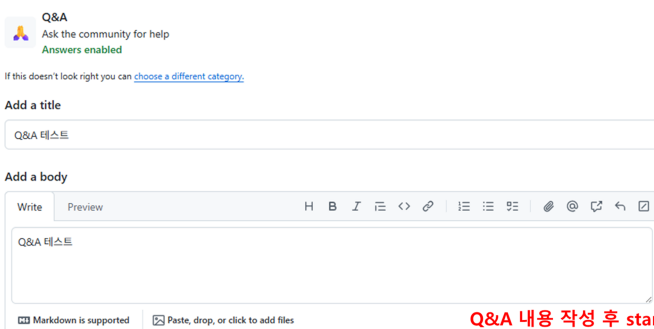 Q&A
Ask the community for help
Answers enabled
If this doesn't look right you can choose a different category.
Add a title
Q&A 테스트
Add a body
Write Preview
Q&A 테스트
Markdown is supported Paste, drop, or click to add files
Q&A 내용 작성 후 star